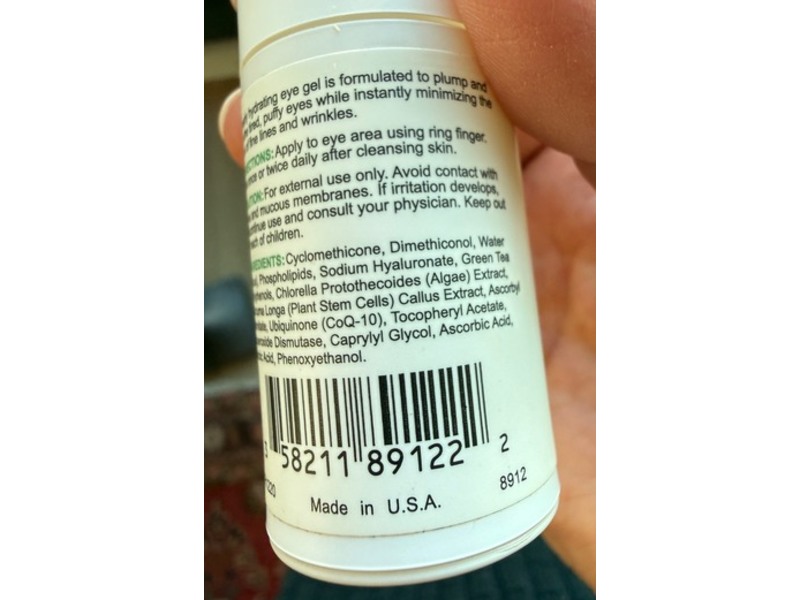 hydrating eye gel is formulated to plump and
tired, puffy eyes while instantly minimizing the
fine lines and wrinkles.
Apply to eye area using ring finger.
once or twice daily after cleansing skin.
For external use only. Avoid contact with
and mucous membranes. If irritation develops,
use and consult your physician. Keep out
of children.
Cyclomethicone, Dimethiconol, Water
Phospholipids, Sodium Hyaluronate, Green Tea
Chlorella Protothecoides (Algae) Extract,
Longa (Plant Stem Cells) Callus Extract, Ascorbyl
Ubiquinone (CoQ-10), Tocopheryl Acetate,
Dismutase, Caprylyl Glycol, Ascorbic Acid,
Acid, Phenoxyethanol.
3 58211 89122 2
8912
Made in U.S.A.